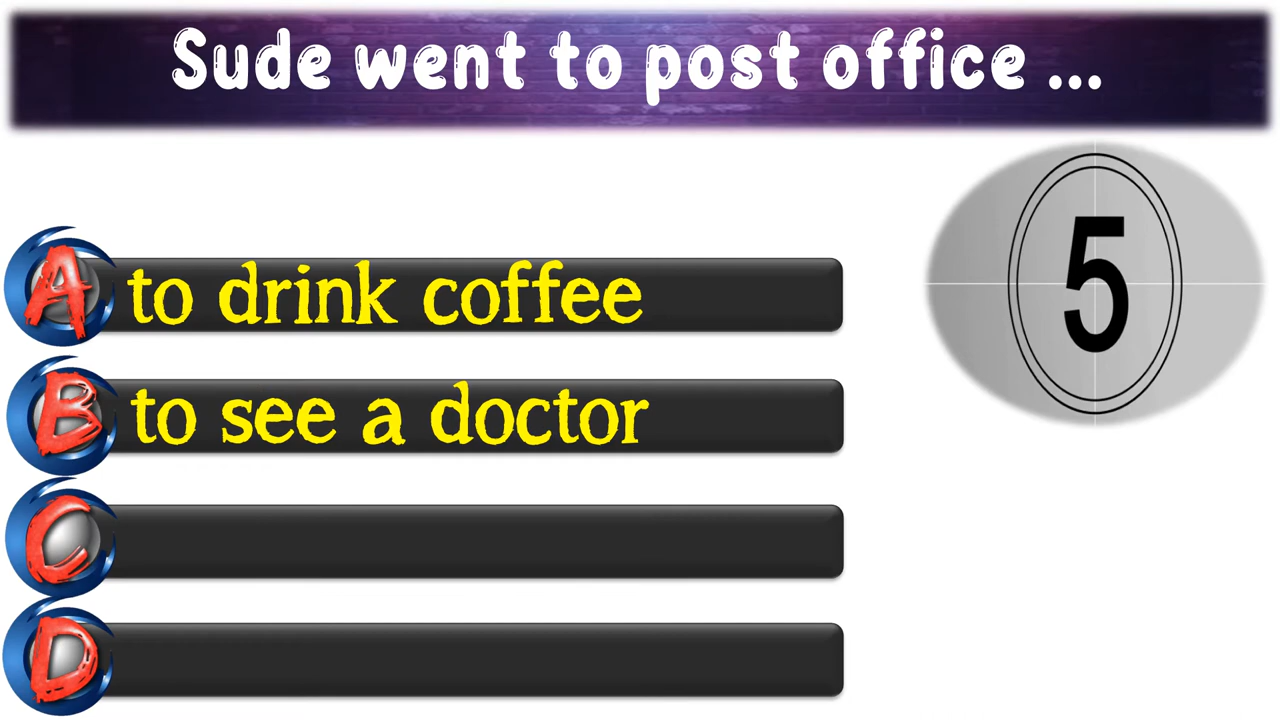 Sude went to post office ...
5
A to drink coffee
B to see a doctor
C
D